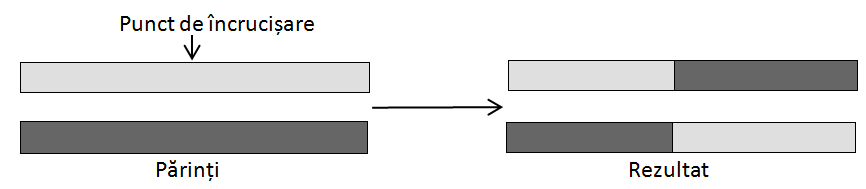 Punct de încrucișare
Părinți
Rezultat